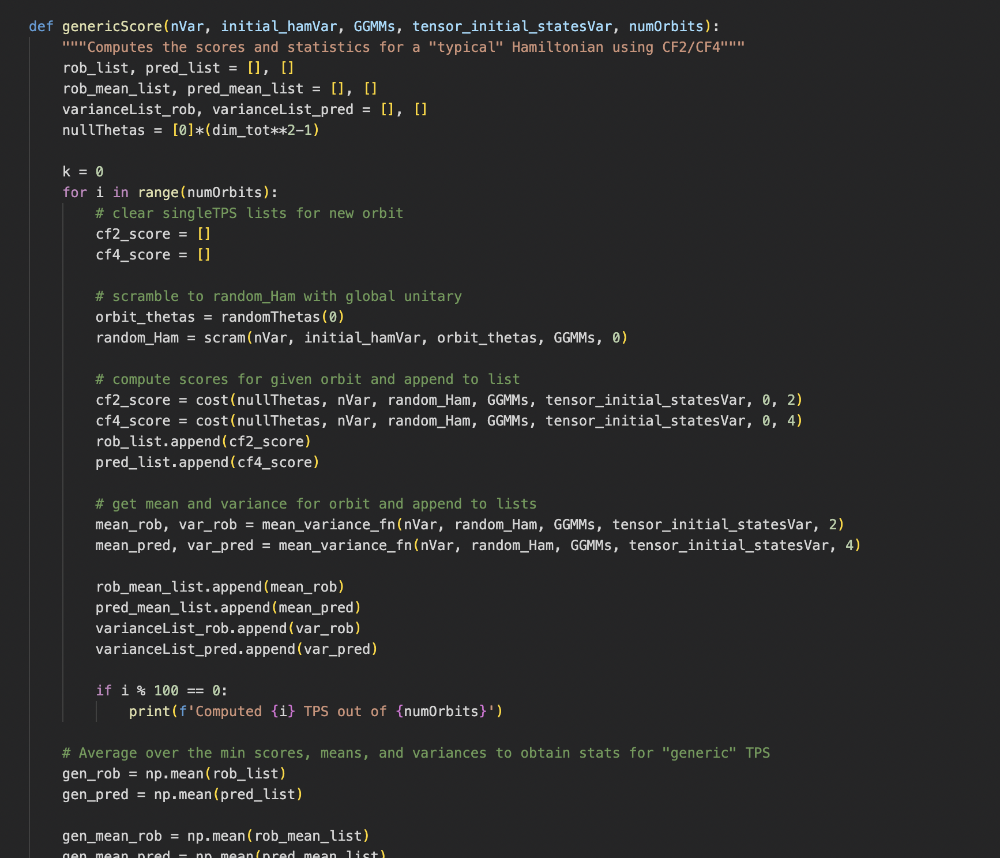 def genericScore(nVar, initial_hamVar, GGMMs, tensor_initial_statesVar, numOrbits):
    """Computes the scores and statistics for a "typical" Hamiltonian using CF2/CF4"""
    rob_list, pred_list = [], []
    rob_mean_list, pred_mean_list = [], []
    varianceList_rob, varianceList_pred = [], []
    nullThetas = [0]*(dim_tot**2-1)

    k = 0
    for i in range(numOrbits):
        # clear singleTPS lists for new orbit
        cf2_score = []
        cf4_score = []

        # scramble to random_Ham with global unitary
        orbit_thetas = randomThetas(0)
        random_Ham = scram(nVar, initial_hamVar, orbit_thetas, GGMMs, 0)

        # compute scores for given orbit and append to list
        cf2_score = cost(nullThetas, nVar, random_Ham, GGMMs, tensor_initial_statesVar, 0, 2)
        cf4_score = cost(nullThetas, nVar, random_Ham, GGMMs, tensor_initial_statesVar, 0, 4)
        rob_list.append(cf2_score)
        pred_list.append(cf4_score)

        # get mean and variance for orbit and append to lists
        mean_rob, var_rob = mean_variance_fn(nVar, random_Ham, GGMMs, tensor_initial_statesVar, 2)
        mean_pred, var_pred = mean_variance_fn(nVar, random_Ham, GGMMs, tensor_initial_statesVar, 4)

        rob_mean_list.append(mean_rob)
        pred_mean_list.append(mean_pred)
        varianceList_rob.append(var_rob)
        varianceList_pred.append(var_pred)

        if i % 100 == 0:
            print(f'Computed {i} TPS out of {numOrbits}')

    # Average over the min scores, means, and variances to obtain stats for "generic" TPS
    gen_rob = np.mean(rob_list)
    gen_pred = np.mean(pred_list)

    gen_mean_rob = np.mean(rob_mean_list)
    gen_mean_pred = np.mean(pred_mean_list)